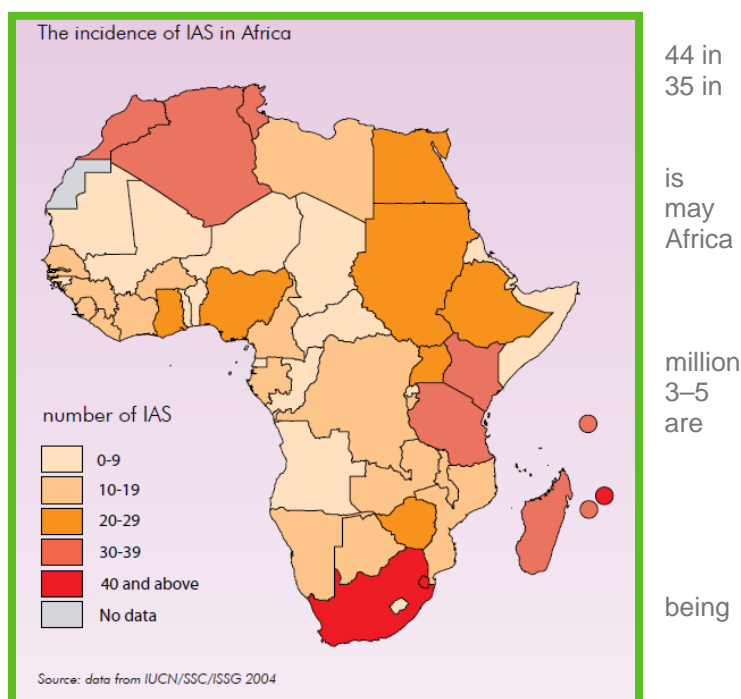 The incidence of IAS in Africa
number of IAS
0-9
10-19
20-29
30-39
40 and above
No data
Source: data from IUCN/SSC/ISSG 2004
44 in
35 in
is
may
Africa
million
3–5
are
being